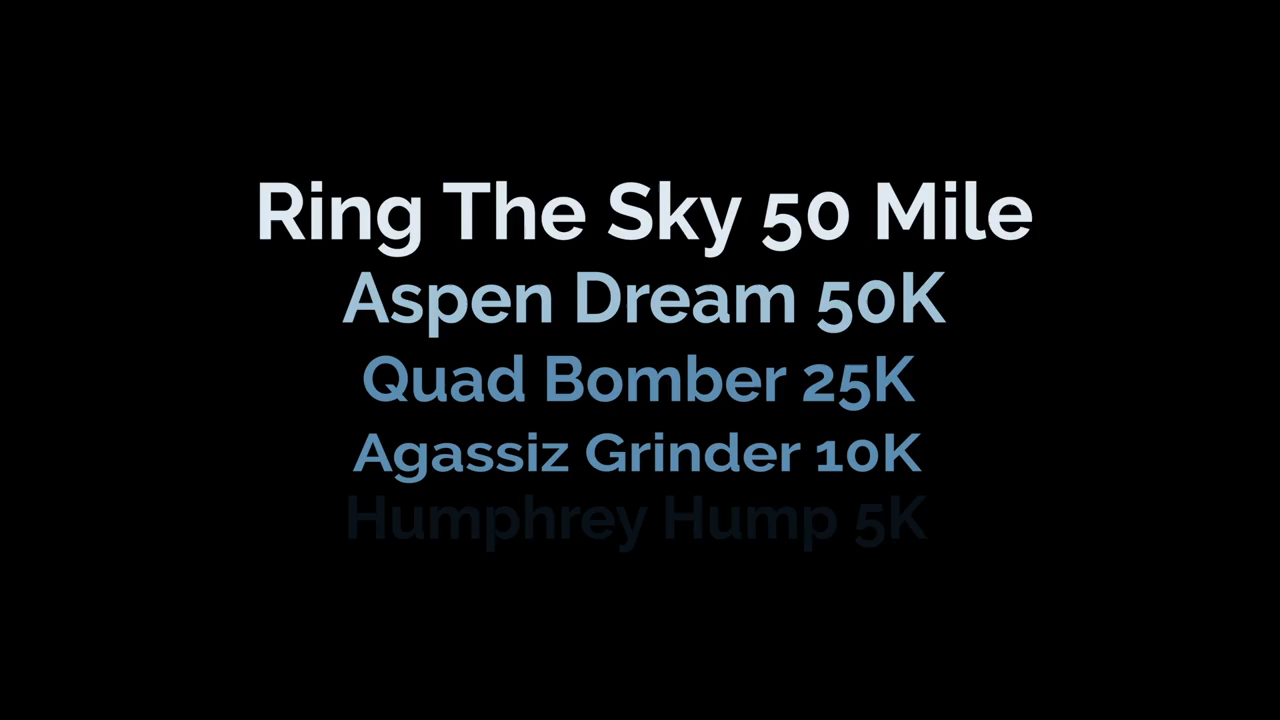 Ring The Sky 50 Mile
Aspen Dream 50K
Quad Bomber 25K
Agassiz Grinder 10K
Humphrey Hump 5K